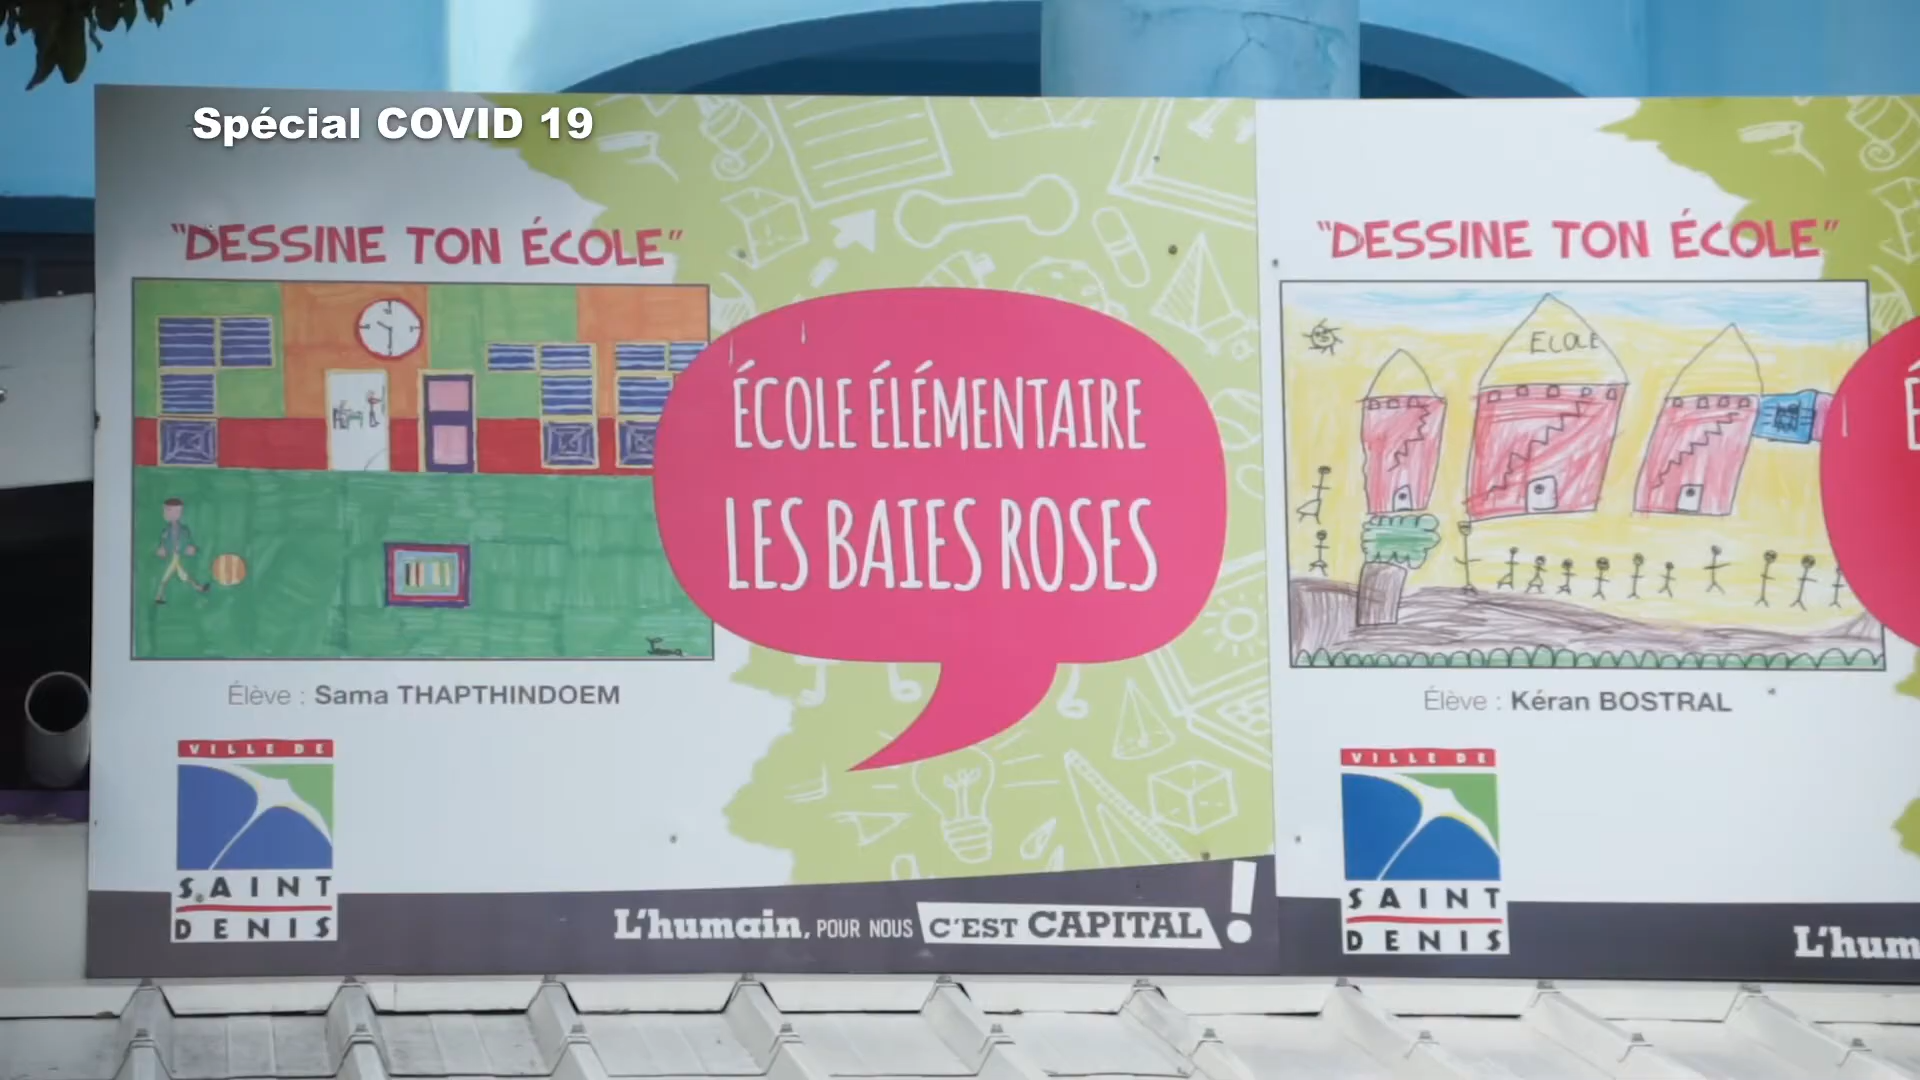 Spécial COVID 19
"DESSINE TON ÉCOLE"
ÉCOLE ÉLÉMENTAIRE
LES BAIES ROSES
Sama
Élève : Sama THAPTHINDOEM
VILLE DE
SAINT
DENIS
L'humain, POUR NOUS C'EST CAPITAL !
"DESSINE TON ÉCOLE"
ECOLE
Élève : Kéran BOSTRAL
VILLE DE
SAINT
DENIS
L'hum